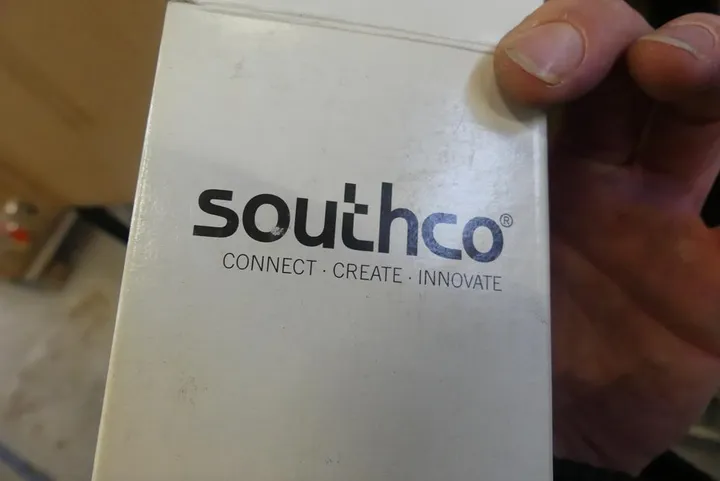 southco®
CONNECT · CREATE · INNOVATE